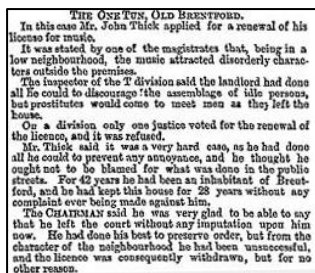 THE ONE TUN, OLD BRENTFORD.
In this case Mr. John Thick applied for a renewal of his
license for music.
It was stated by one of the magistrates that, being in a
low neighbourhood, the music attracted disorderly charac-
ters outside the premises.
The inspector of the T division said the landlord had done
all he could to discourage the assemblage of idle persons,
but prostitutes would come to meet men as they left the
house.
On a division only one justice voted for the renewal of
the licence, and it was refused.
Mr. Thick said it was a very hard case, as he had done
all he could to prevent any annoyance, and he thought he
ought not to be blamed for what was done in the public
streets. For 42 years he had been an inhabitant of Brent-
ford, and he had kept this house for 28 years without any
complaint ever being made against him.
The CHAIRMAN said he was very glad to be able to say
that he left the court without any imputation upon him
now. He had done his best to preserve order, but from the
character of the neighbourhood he had been unsuccessful,
and the licence was consequently withdrawn, but for no
other reason.